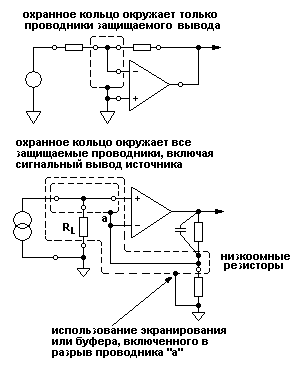 охранное кольцо окружает только
проводники защищаемого вывода
охранное кольцо окружает все
защищаемые проводники, включая
сигнальный вывод источника
RL
a
низкоомные
резисторы
использование экранирования
или буфера, включенного в
разрыв проводника "а"